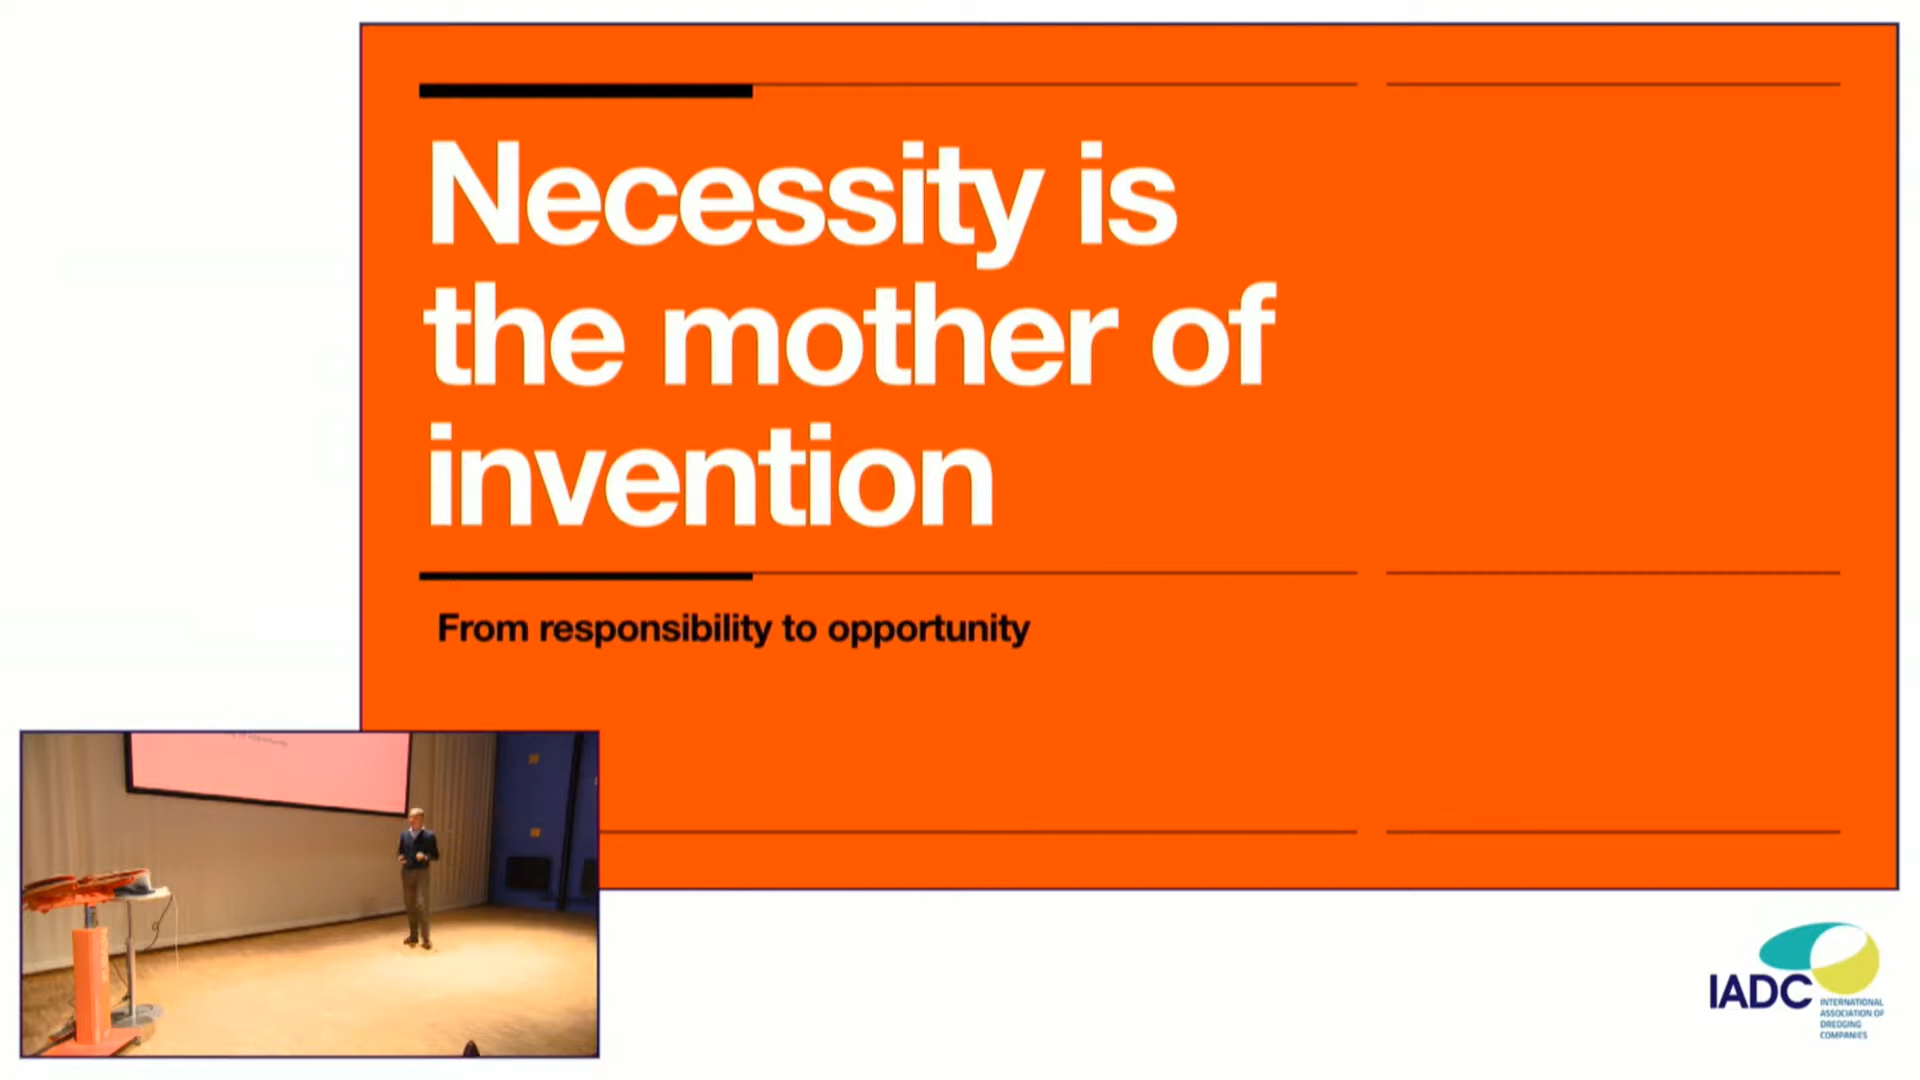 Necessity is
the mother of
invention
From responsibility to opportunity
IADC
INTERNATIONAL
ASSOCIATION OF
DREDGING
COMPANIES